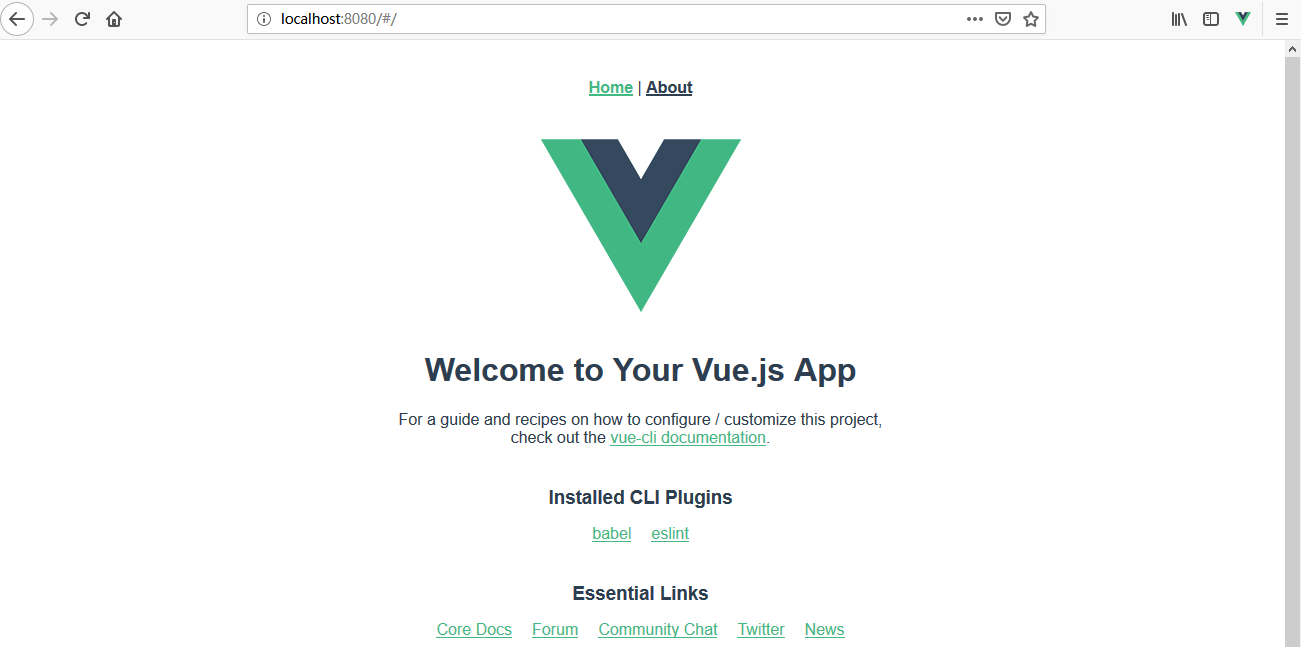 localhost:8080/#/
Home | About
Welcome to Your Vue.js App
For a guide and recipes on how to configure / customize this project,
check out the vue-cli documentation.
Installed CLI Plugins
babel eslint
Essential Links
Core Docs Forum Community Chat Twitter News